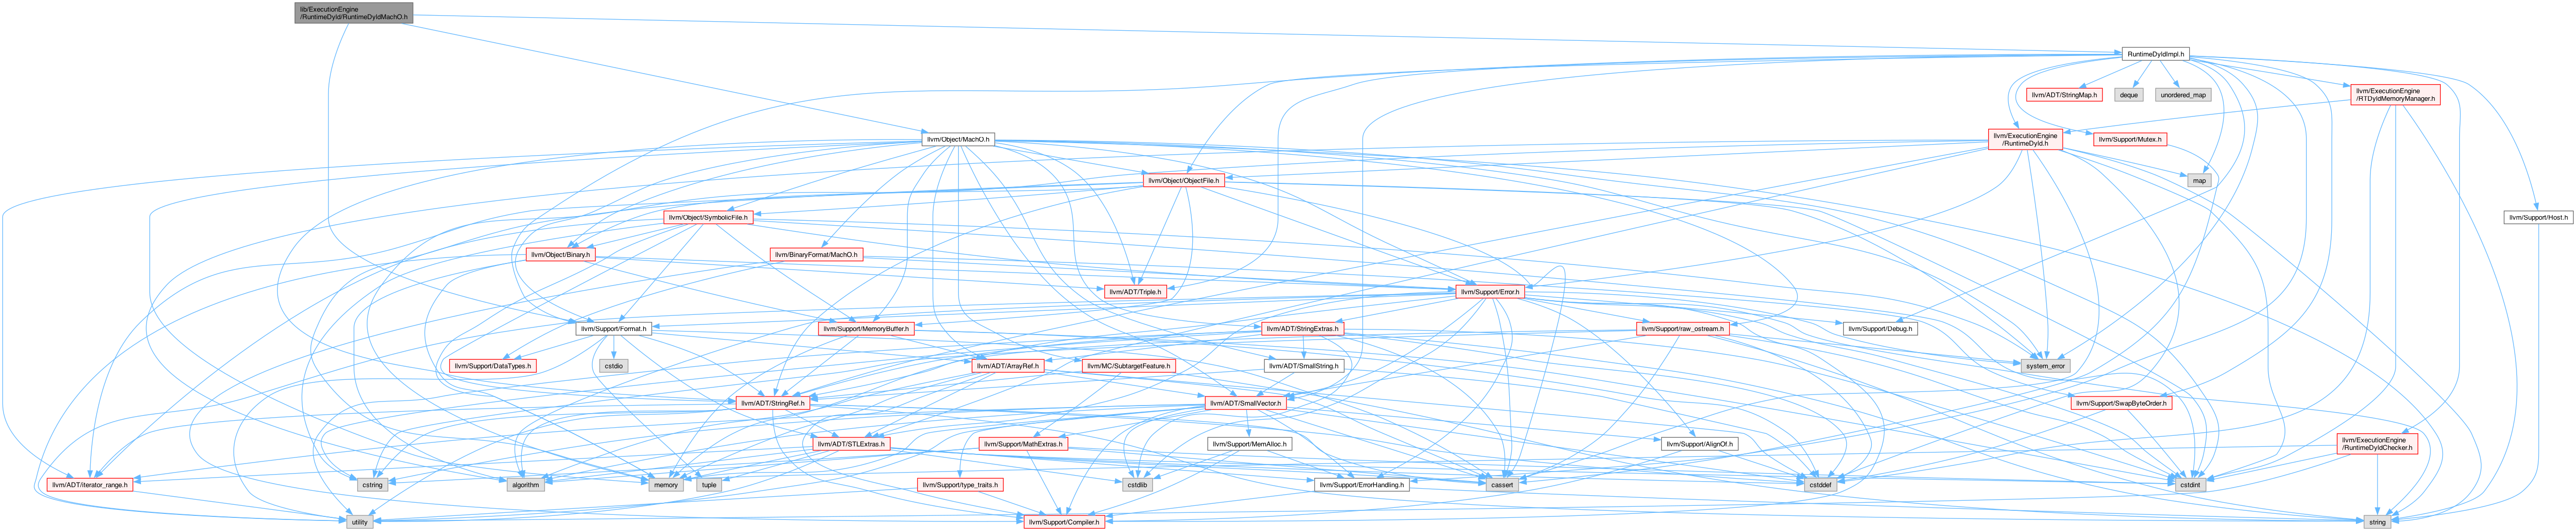 lib/ExecutionEngine
/RuntimeDyld/RuntimeDyldMachO.h
RuntimeDyldImpl.h
llvm/ADT/StringMap.h
deque
unordered_map
llvm/ExecutionEngine
/RTDyldMemoryManager.h
llvm/Object/MachO.h
llvm/ExecutionEngine
/RuntimeDyld.h
llvm/Support/Mutex.h
llvm/Object/ObjectFile.h
map
llvm/Object/SymbolicFile.h
llvm/Support/Host.h
llvm/Object/Binary.h
llvm/BinaryFormat/MachO.h
llvm/ADT/Triple.h
llvm/Support/Error.h
llvm/Support/Format.h
llvm/Support/MemoryBuffer.h
llvm/ADT/StringExtras.h
llvm/Support/raw_ostream.h
llvm/Support/Debug.h
llvm/Support/DataTypes.h
cstdio
llvm/ADT/ArrayRef.h
llvm/MC/SubtargetFeature.h
llvm/ADT/SmallString.h
system_error
llvm/ADT/StringRef.h
llvm/ADT/SmallVector.h
llvm/Support/SwapByteOrder.h
llvm/ADT/STLExtras.h
llvm/Support/MathExtras.h
llvm/Support/MemAlloc.h
llvm/Support/AlignOf.h
llvm/ExecutionEngine
/RuntimeDyldChecker.h
llvm/ADT/iterator_range.h
cstring
algorithm
memory
tuple
cstdlib
llvm/Support/type_traits.h
llvm/Support/ErrorHandling.h
cassert
cstddef
cstdint
utility
llvm/Support/Compiler.h
string